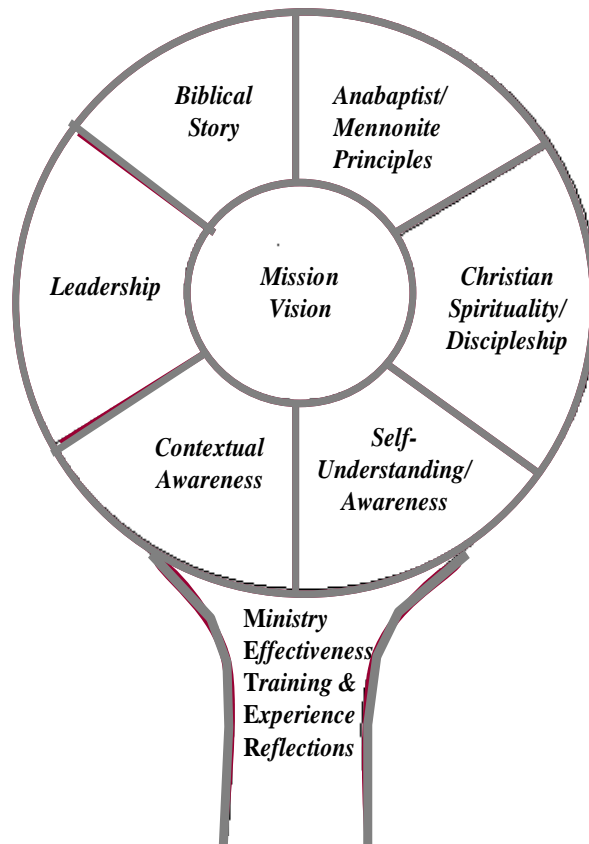 Biblical
Story
Anabaptist/
Mennonite
Principles
Leadership
Mission
Vision
Christian
Spirituality/
Discipleship
Contextual
Awareness
Self-
Understanding/
Awareness
Ministry
Effectiveness
Training &
Experience
Reflections